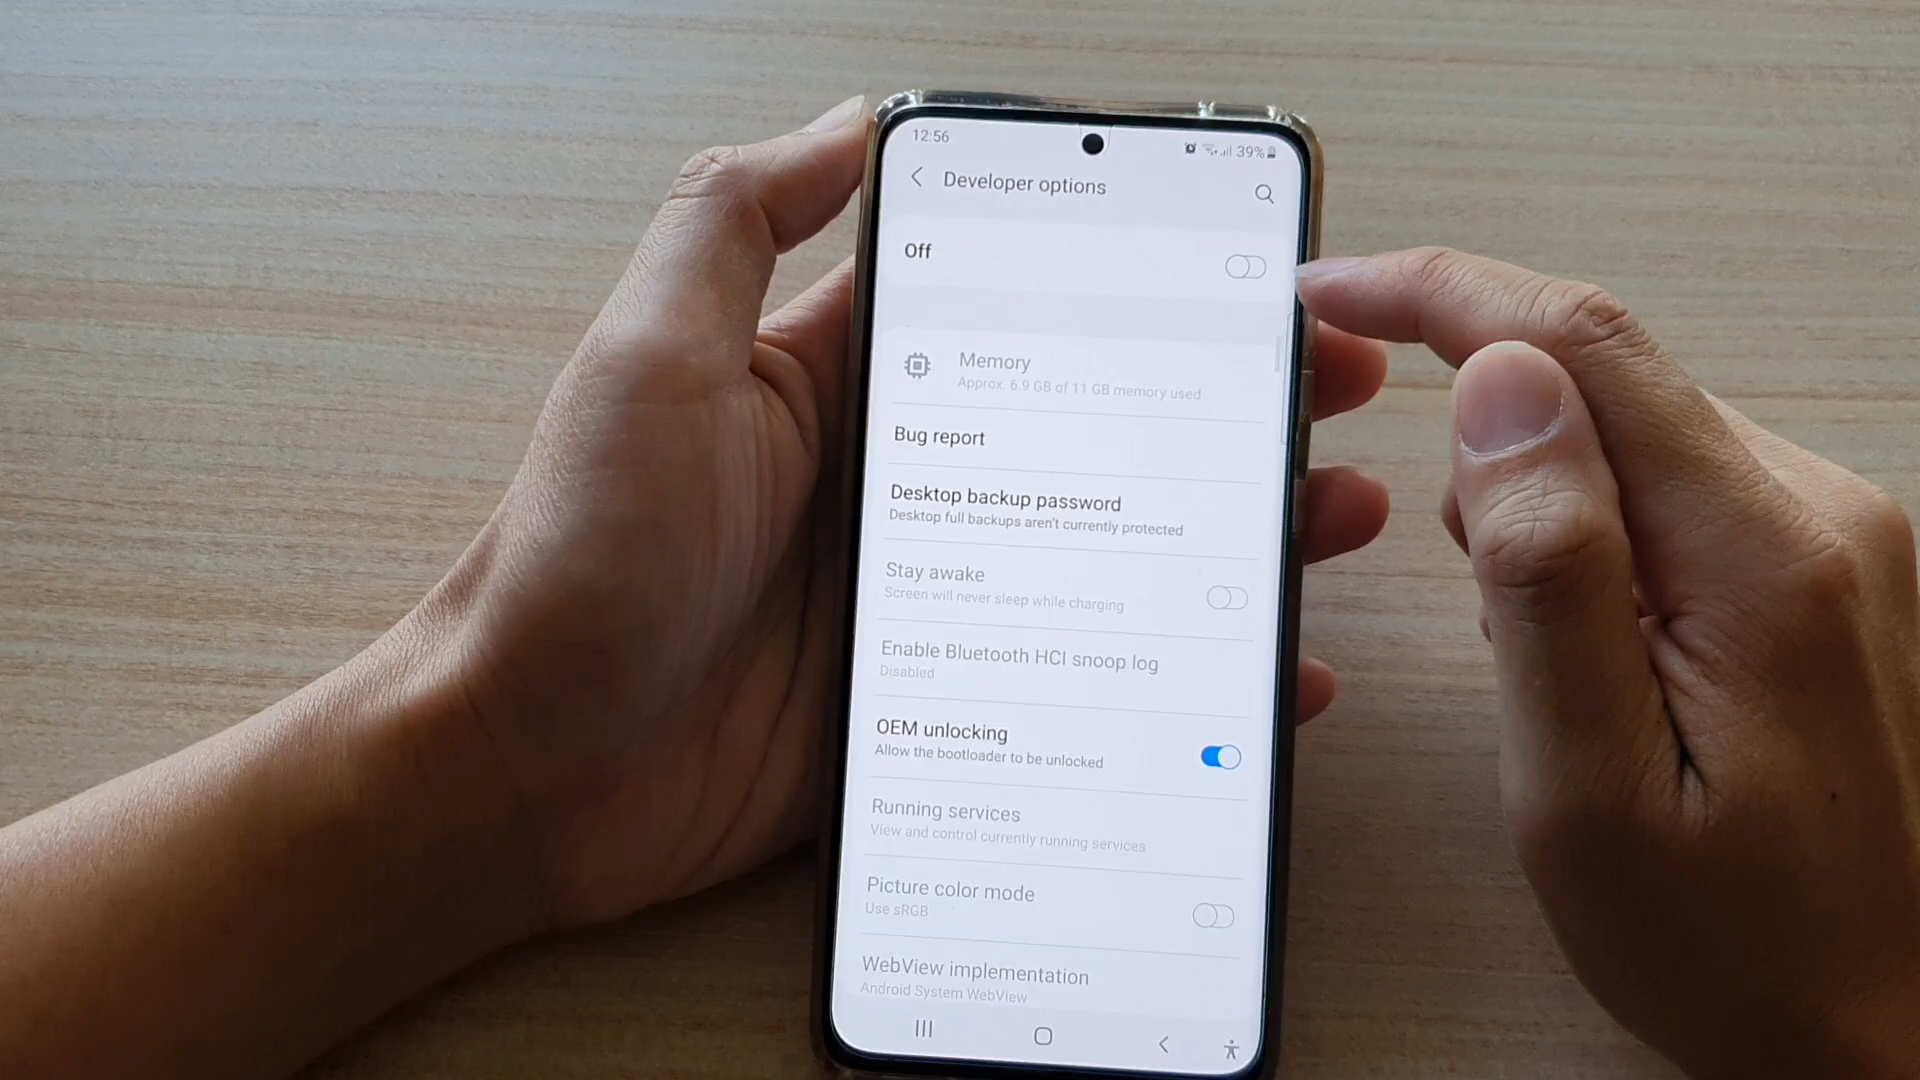 12:56
39%
Developer options
Off
Memory
Approx. 6.9 GB of 11 GB memory used
Bug report
Desktop backup password
Desktop full backups aren't currently protected
Stay awake
Screen will never sleep while charging
Enable Bluetooth HCI snoop log
Disabled
OEM unlocking
Allow the bootloader to be unlocked
Running services
View and control currently running services
Picture color mode
Use sRGB
WebView implementation
Android System WebView